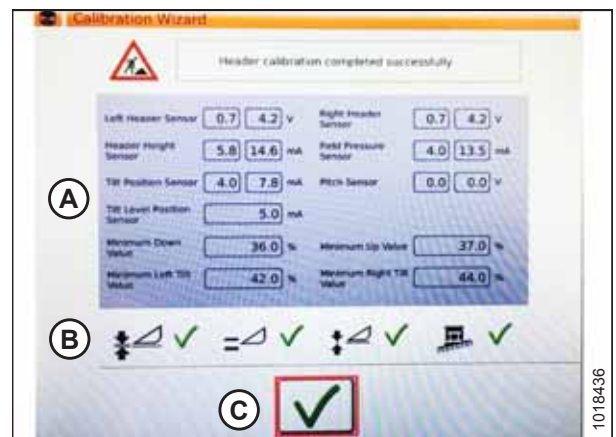 Calibration Wizard
Header calibration completed successfully
Left Header Sensor 0.7 4.2 V Right Header Sensor 0.7 4.2 V
Header Height Sensor 5.8 14.6 mA Field Pressure Sensor 4.0 13.5 mA
Tilt Position Sensor 4.0 7.8 mA Pitch Sensor 0.0 0.0 V
Tilt Level Position Sensor 5.0 mA
Minimum Down Value 36.0 % Minimum Up Value 37.0 %
Minimum Left Tilt Value 42.0 % Minimum Right Tilt Value 44.0 %
A
B
C
1018436